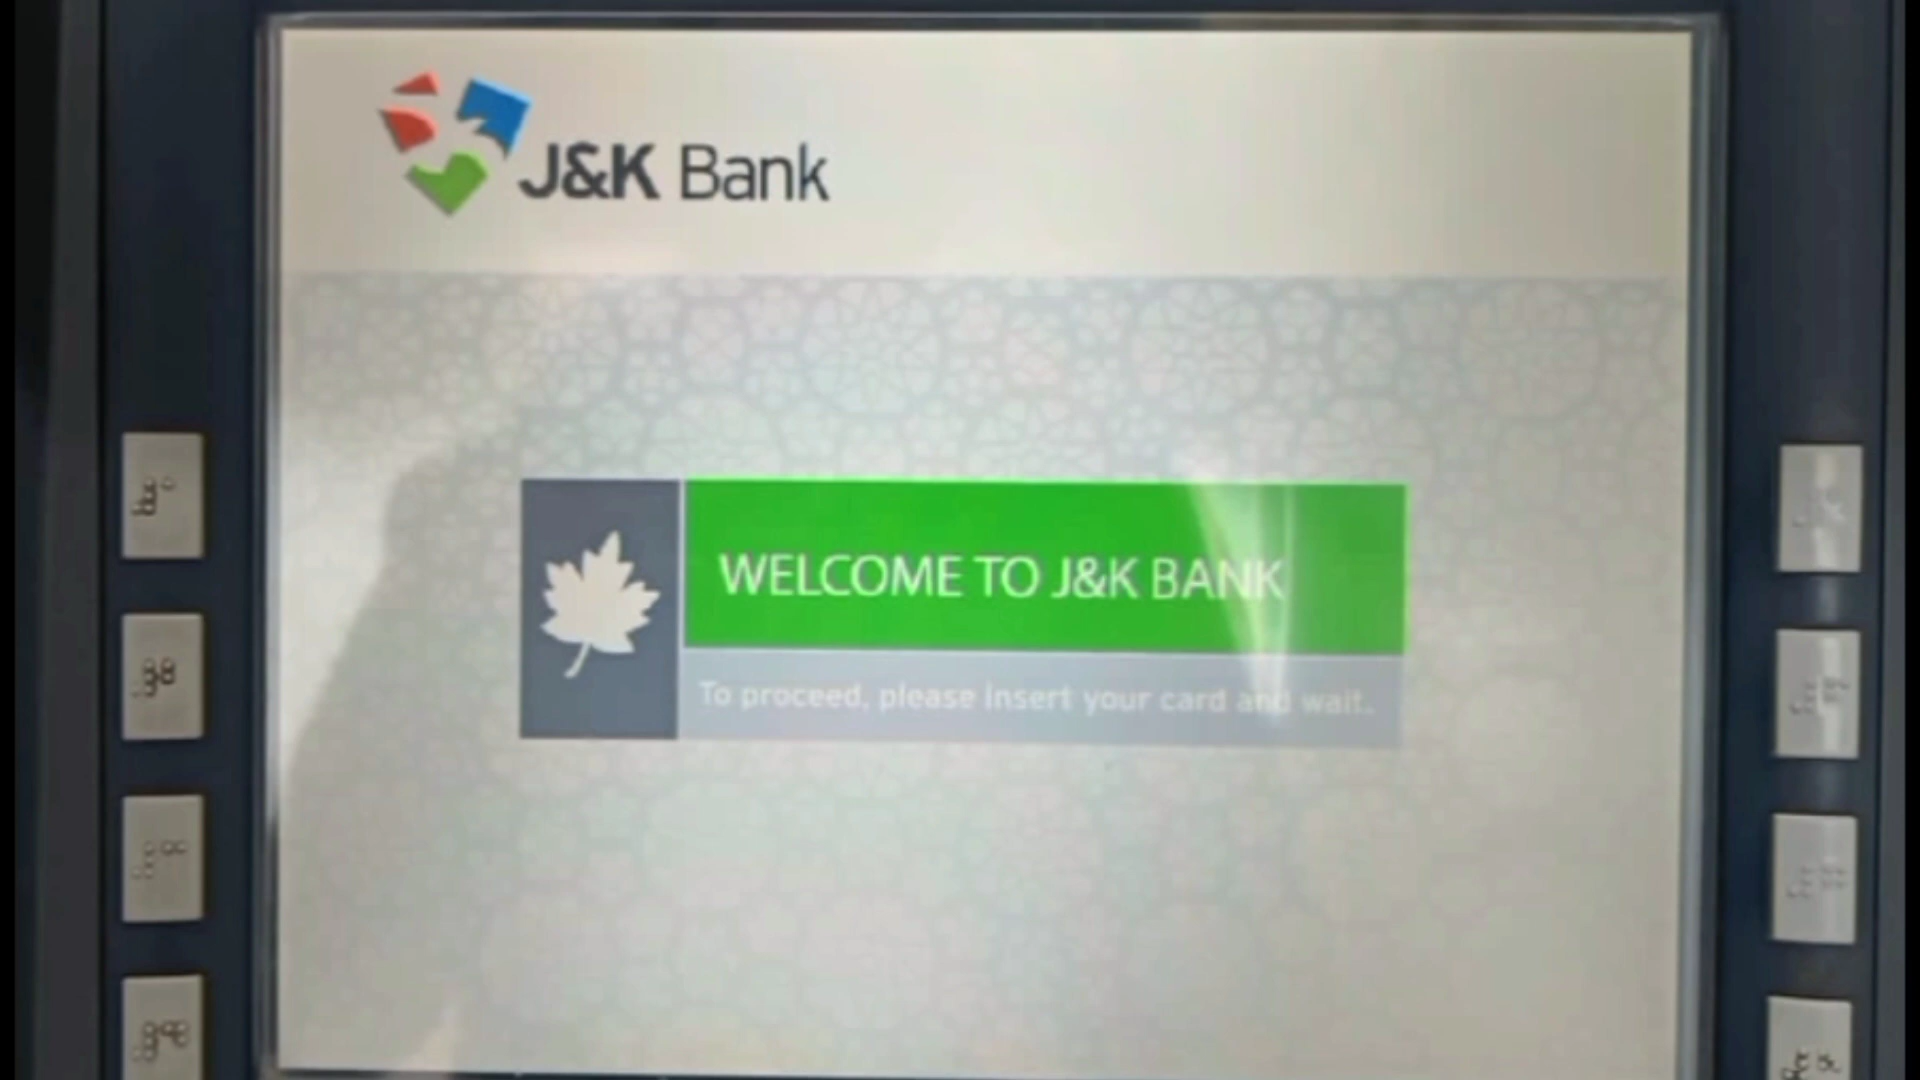 J&K Bank
WELCOME TO J&K BANK
To proceed, please insert your card and wait.